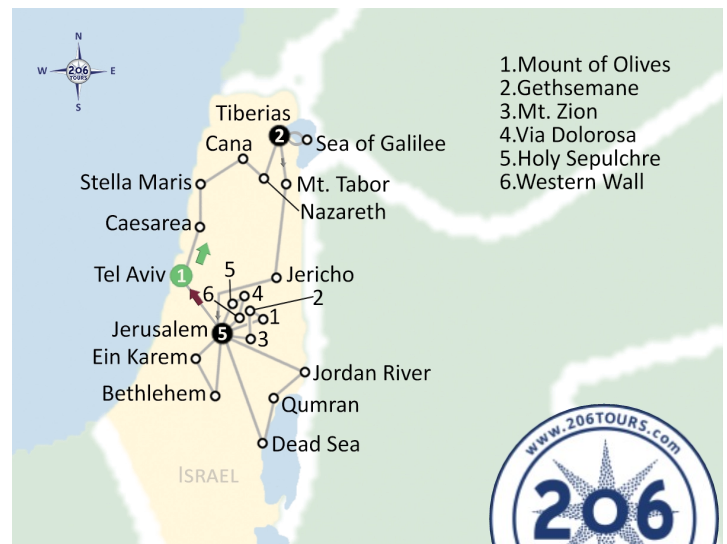 N
W 206 E
TOURS
S
1.Mount of Olives
2.Gethsemane
3.Mt. Zion
4.Via Dolorosa
5.Holy Sepulchre
6.Western Wall
Tiberias
2
Sea of Galilee
Cana
Stella Maris
Mt. Tabor
Nazareth
Caesarea
Tel Aviv 1
Jericho
5
6 4 2
1
Jerusalem 5
3
Ein Karem
Jordan River
Bethlehem
Qumran
Dead Sea
ISRAEL
www.206TOURS.com
206